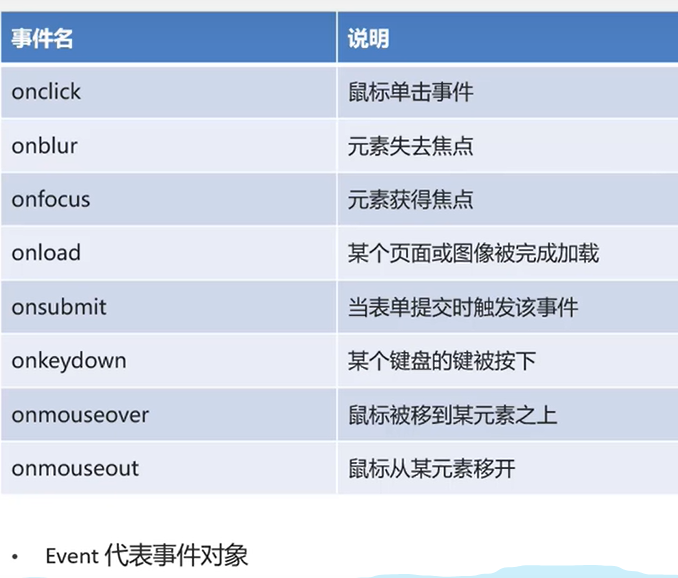 事件名 说明
onclick 鼠标单击事件
onblur 元素失去焦点
onfocus 元素获得焦点
onload 某个页面或图像被完成加载
onsubmit 当表单提交时触发该事件
onkeydown 某个键盘的键被按下
onmouseover 鼠标被移到某元素之上
onmouseout 鼠标从某元素移开
• Event 代表事件对象